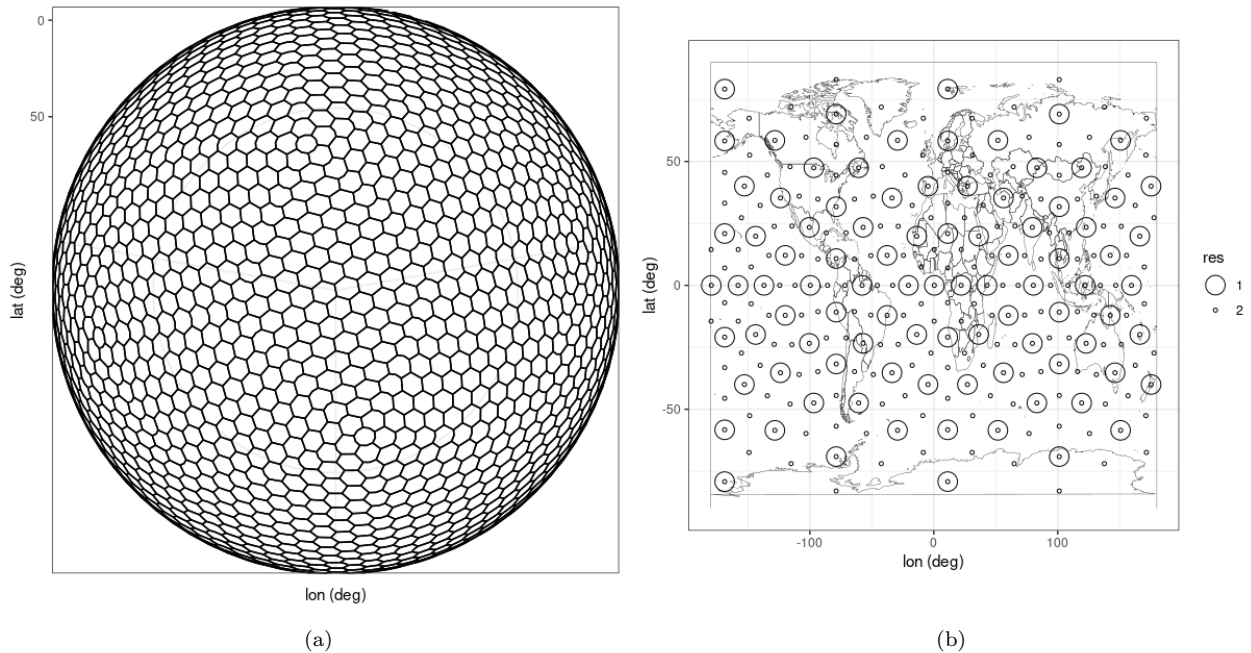 0
50
lat (deg)
lon (deg)
(a)
50
0
-50
lat (deg)
-100
0
100
lon (deg)
res
1
2
(b)